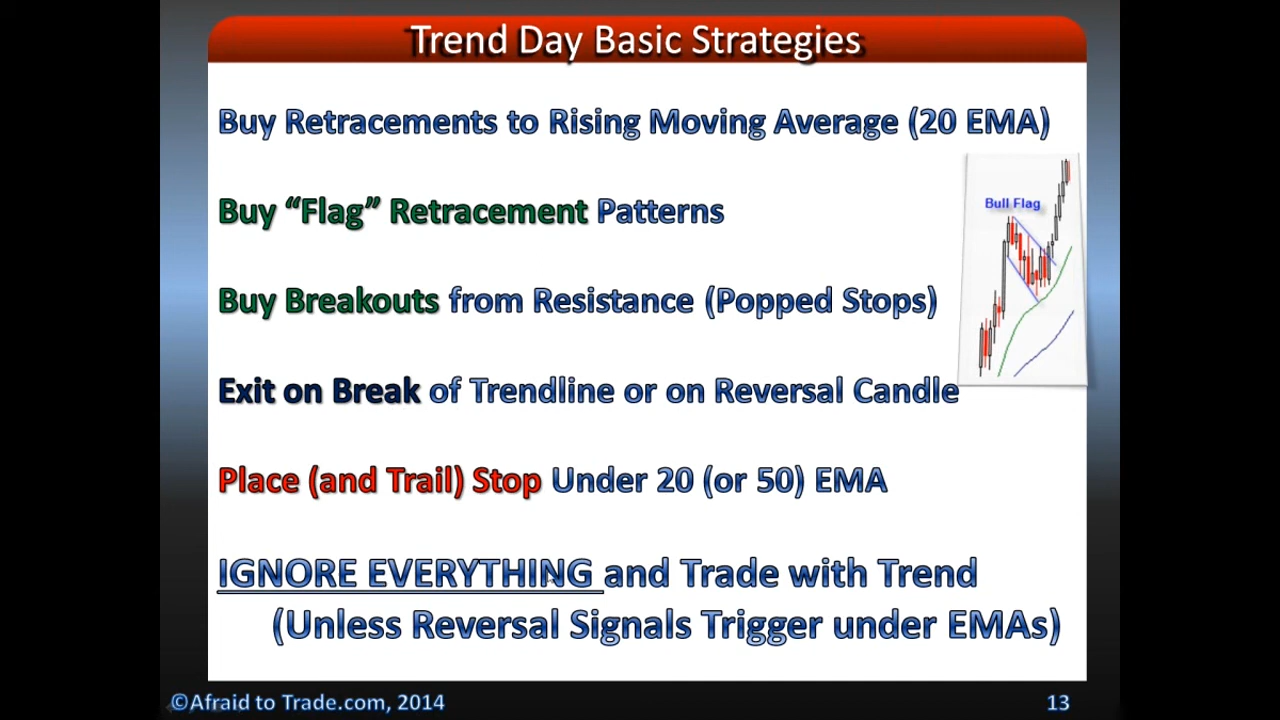 Trend Day Basic Strategies
Buy Retracements to Rising Moving Average (20 EMA)
Buy “Flag” Retracement Patterns
Bull Flag
Buy Breakouts from Resistance (Popped Stops)
Exit on Break of Trendline or on Reversal Candle
Place (and Trail) Stop Under 20 (or 50) EMA
IGNORE EVERYTHING and Trade with Trend
(Unless Reversal Signals Trigger under EMAs)
©Afraid to Trade.com, 2014
13